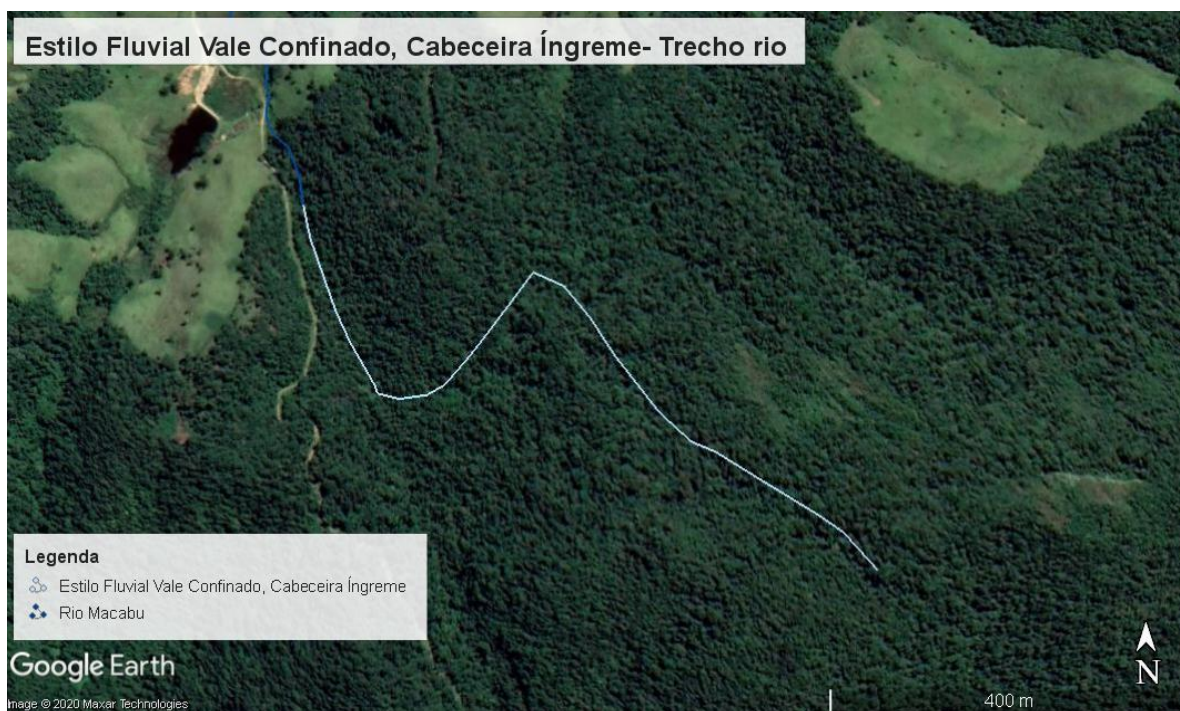 Estilo Fluvial Vale Confinado, Cabeceira Íngreme- Trecho rio
Legenda
Estilo Fluvial Vale Confinado, Cabeceira Íngreme
Rio Macabu
Google Earth
Image © 2020 Maxar Technologies
400 m
N